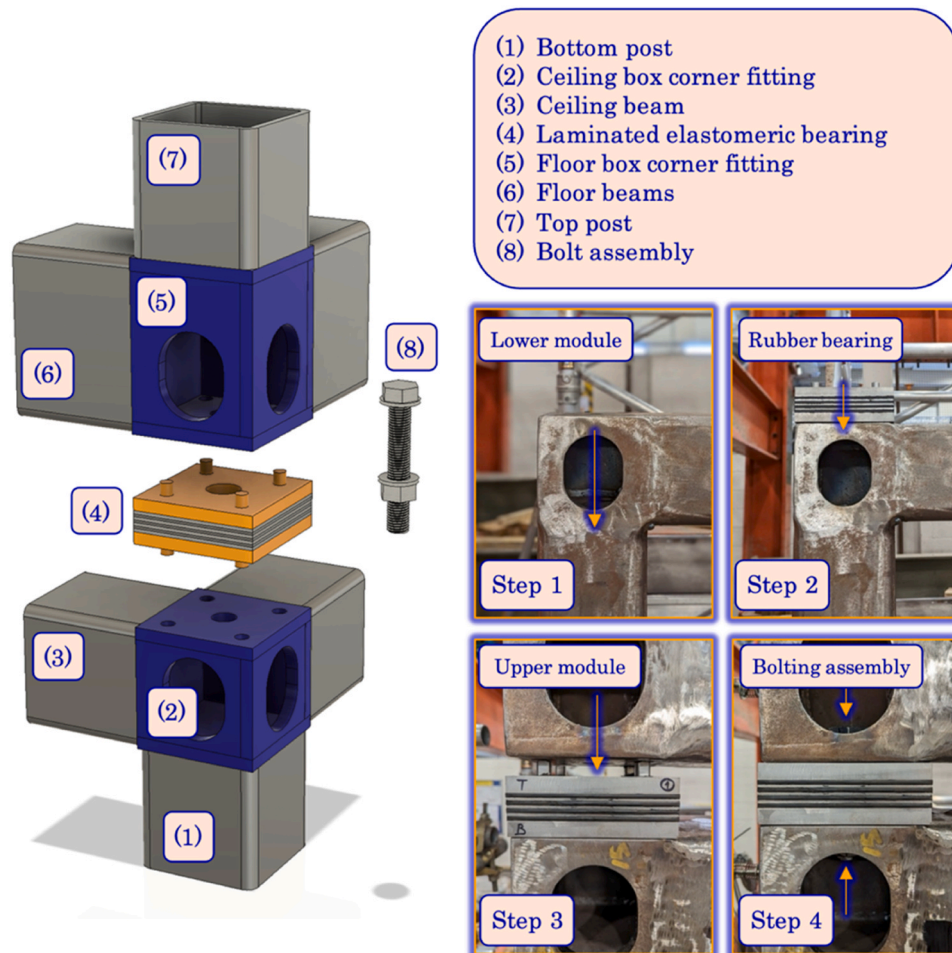 (1) Bottom post
(2) Ceiling box corner fitting
(3) Ceiling beam
(4) Laminated elastomeric bearing
(5) Floor box corner fitting
(6) Floor beams
(7) Top post
(8) Bolt assembly
(7)
(5)
(6)
(8)
(4)
(3)
(2)
(1)
Lower module
Step 1
Rubber bearing
Step 2
Upper module
T
1
B
Step 3
Bolting assembly
Step 4